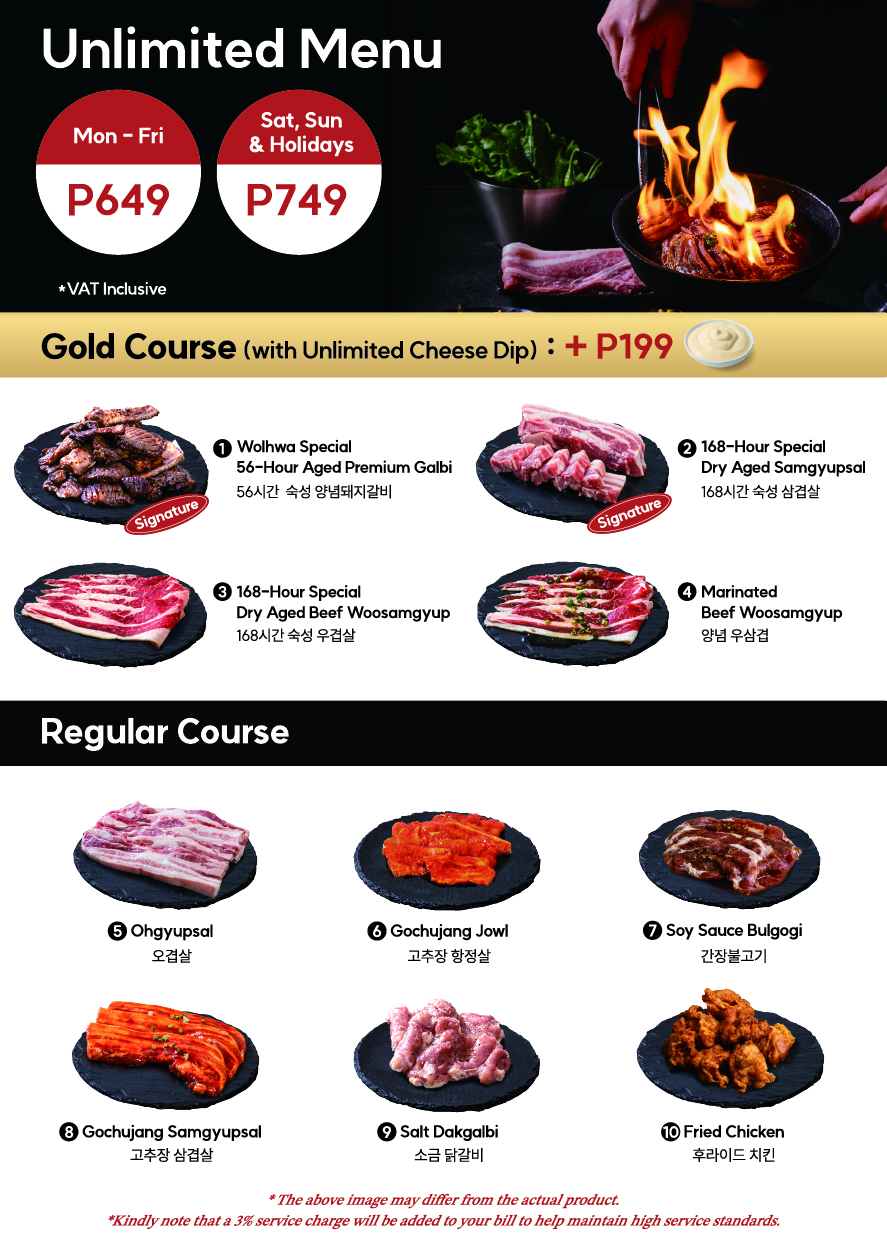 Unlimited Menu
Mon - Fri
P649
Sat, Sun
& Holidays
P749
*VAT Inclusive
Gold Course (with Unlimited Cheese Dip) : + P199
1 Wolhwa Special
56-Hour Aged Premium Galbi
56시간 숙성 양념돼지갈비
Signature
2 168-Hour Special
Dry Aged Samgyupsal
168시간 숙성 삼겹살
Signature
3 168-Hour Special
Dry Aged Beef Woosamgyup
168시간 숙성 우겹살
4 Marinated
Beef Woosamgyup
양념 우삼겹
Regular Course
5 Ohgyupsal
오겹살
6 Gochujang Jowl
고추장 항정살
7 Soy Sauce Bulgogi
간장불고기
8 Gochujang Samgyupsal
고추장 삼겹살
9 Salt Dakgalbi
소금 닭갈비
10 Fried Chicken
후라이드 치킨
* The above image may differ from the actual product.
*Kindly note that a 3% service charge will be added to your bill to help maintain high service standards.